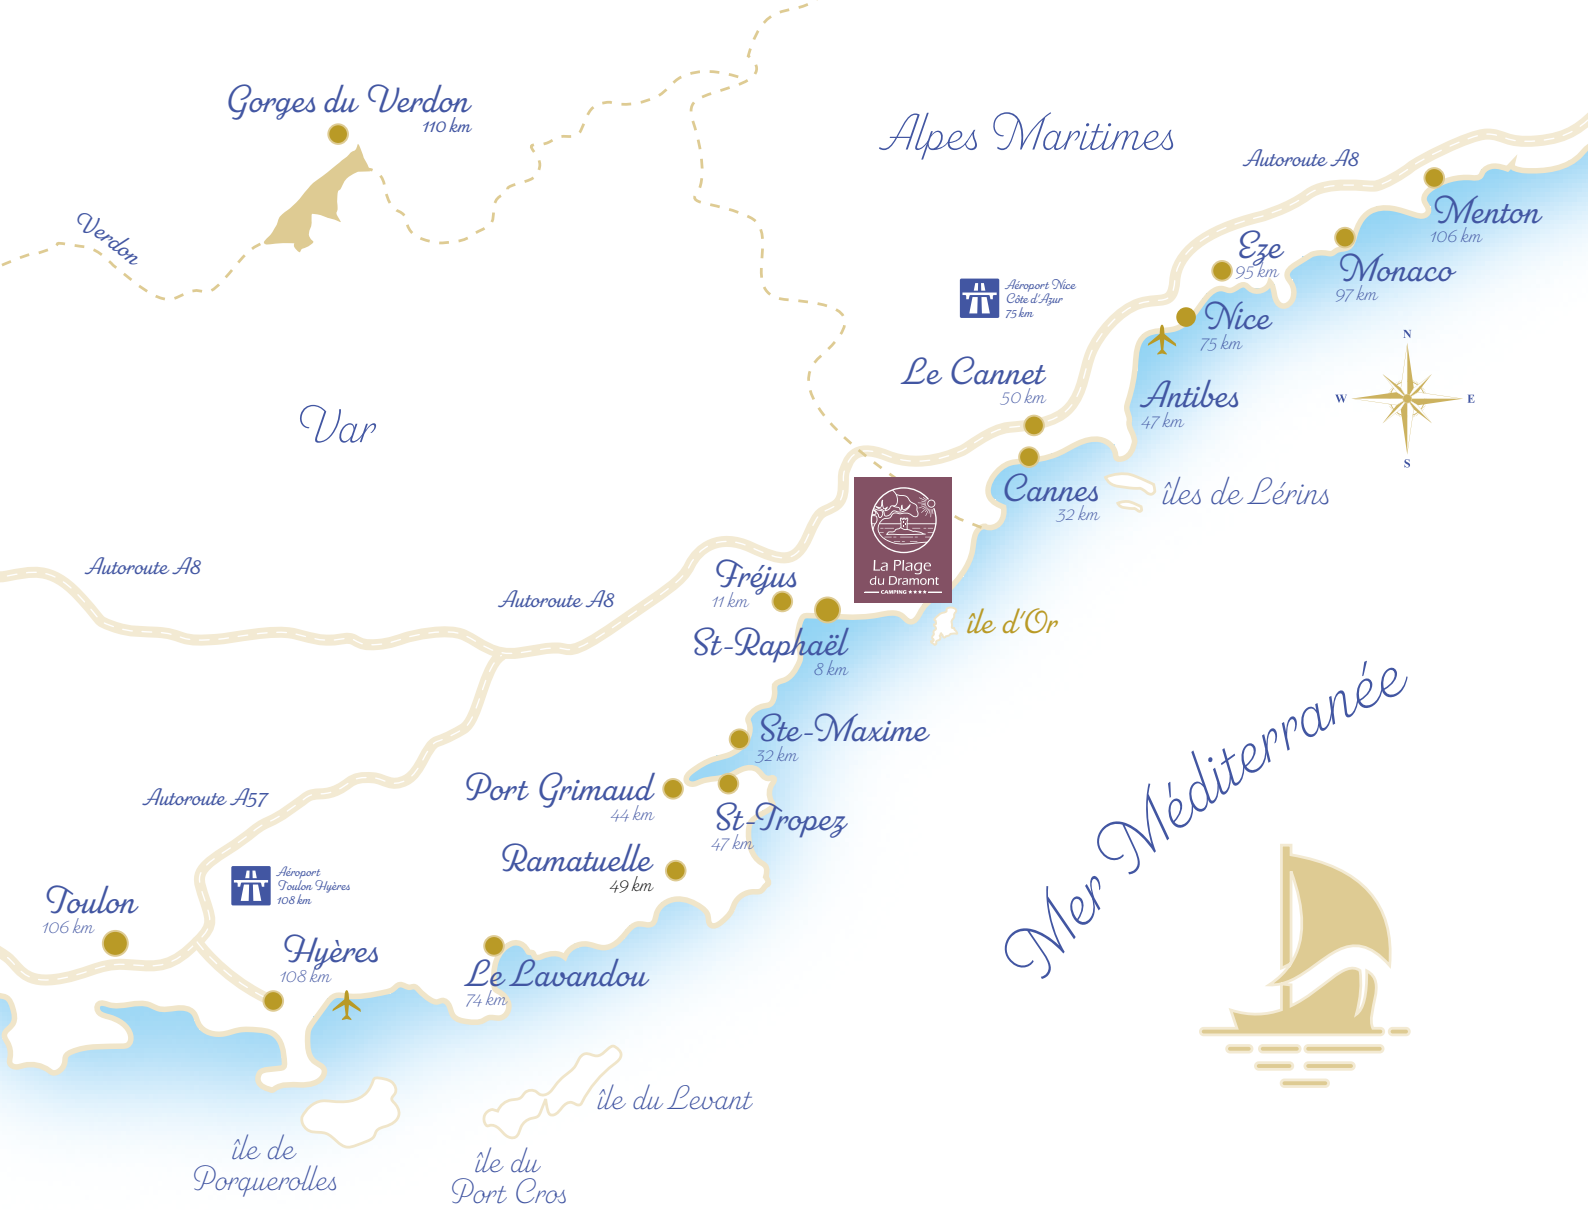 Gorges du Verdon
110 km
Alpes Maritimes
Autoroute A8
Menton
106 km
Verdon
Eze
95 km
Monaco
97 km
Aéroport Nice
Côte d'Azur
75 km
Nice
75 km
N
W
E
S
Le Cannet
50 km
Antibes
47 km
Var
Cannes
32 km
îles de Lérins
La Plage
du Dramont
CAMPING ★★★★
Autoroute A8
Autoroute A8
Fréjus
11 km
île d'Or
St-Raphaël
8 km
Ste-Maxime
32 km
Mer Méditerranée
Port Grimaud
44 km
Autoroute A57
St-Tropez
47 km
Ramatuelle
49 km
Aéroport
Toulon Hyères
108 km
Toulon
106 km
Hyères
108 km
Le Lavandou
74 km
île du Levant
île de
Porquerolles
île du
Port Cros